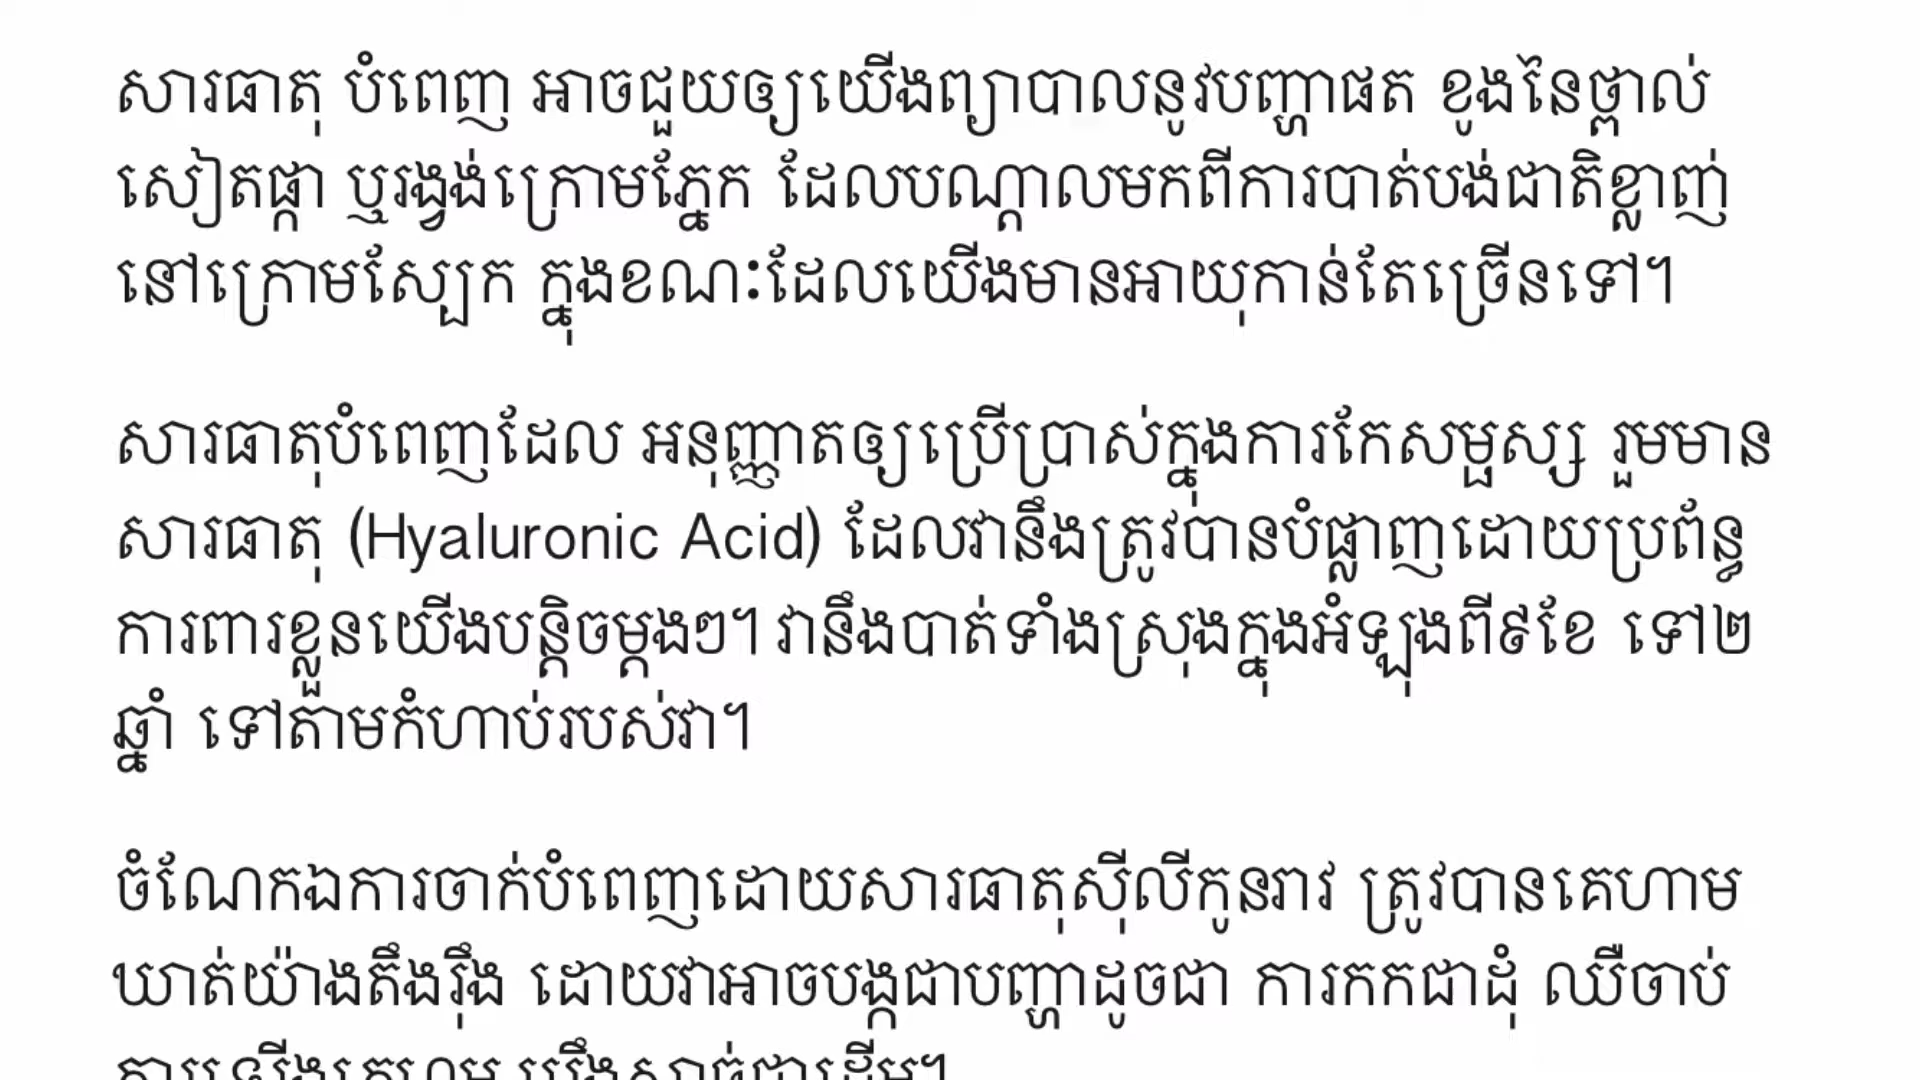 សារធាតុ បំពេញ អាចជួយឲ្យយើងព្យាបាលនូវបញ្ហាផត ខូងនៃថ្ពាល់
សៀតផ្កា ឬរង្វង់ក្រោមភ្នែក ដែលបណ្ដាលមកពីការបាត់បង់ជាតិខ្លាញ់
នៅក្រោមស្បែក ក្នុងខណៈដែលយើងមានអាយុកាន់តែច្រើនទៅ។
សារធាតុបំពេញដែល អនុញ្ញាតឲ្យប្រើប្រាស់ក្នុងការកែសម្ផស្ស រួមមាន
សារធាតុ (Hyaluronic Acid) ដែលវានឹងត្រូវបានបំផ្លាញដោយប្រព័ន្ធ
ការពារខ្លួនយើងបន្តិចម្ដងៗ។ វានឹងបាត់ទាំងស្រុងក្នុងអំឡុងពី៩ខែ ទៅ២
ឆ្នាំ ទៅតាមកំហាប់របស់វា។
ចំណែកឯការចាក់បំពេញដោយសារធាតុស៊ីលីកូនរាវ ត្រូវបានគេហាម
ឃាត់យ៉ាងតឹងរ៉ឹង ដោយវាអាចបង្កជាបញ្ហាដូចជា ការកកជាដុំ ឈឺចាប់